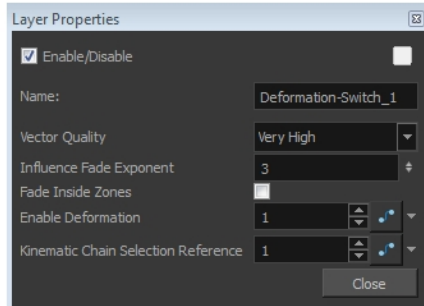 Layer Properties
Enable/Disable
Name: Deformation-Switch_1
Vector Quality Very High
Influence Fade Exponent 3
Fade Inside Zones
Enable Deformation 1
Kinematic Chain Selection Reference 1
Close